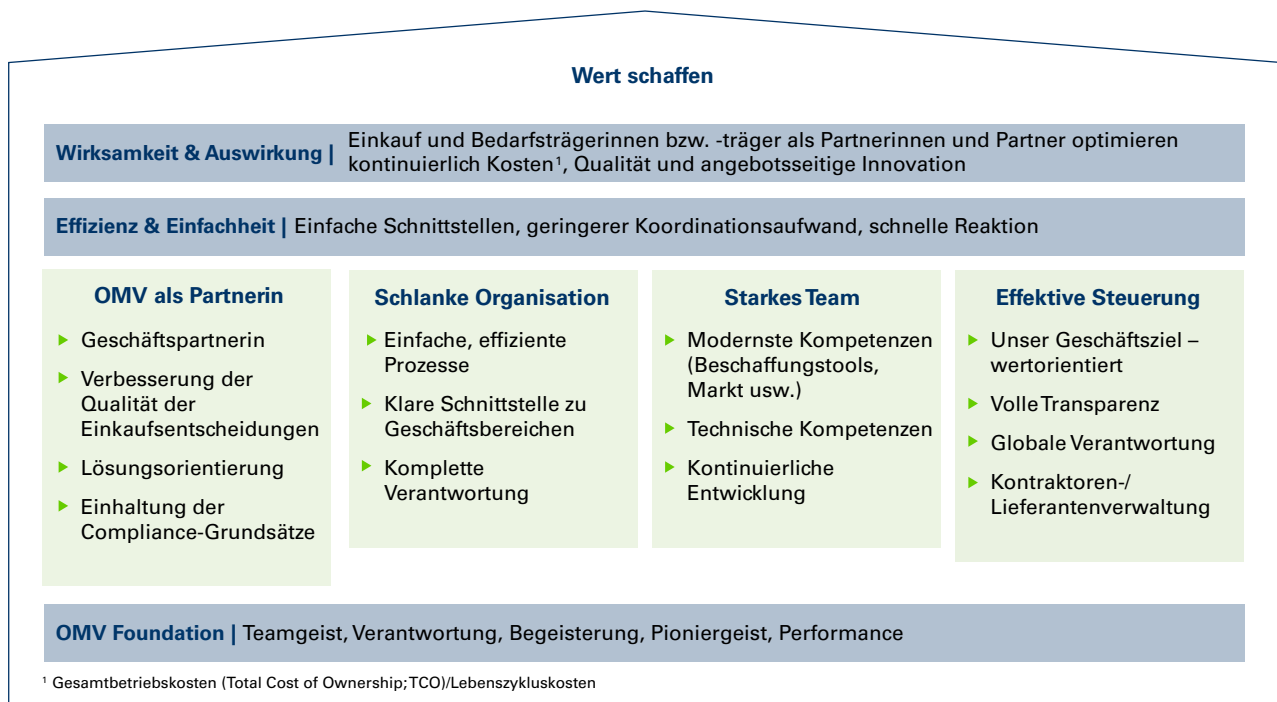 Wert schaffen
Wirksamkeit & Auswirkung | Einkauf und Bedarfsträgerinnen bzw. -träger als Partnerinnen und Partner optimieren
kontinuierlich Kosten¹, Qualität und angebotsseitige Innovation
Effizienz & Einfachheit | Einfache Schnittstellen, geringerer Koordinationsaufwand, schnelle Reaktion
OMV als Partnerin
Geschäftspartnerin
Verbesserung der
Qualität der
Einkaufsentscheidungen
Lösungsorientierung
Einhaltung der
Compliance-Grundsätze
Schlanke Organisation
Einfache, effiziente
Prozesse
Klare Schnittstelle zu
Geschäftsbereichen
Komplette
Verantwortung
Starkes Team
Modernste Kompetenzen
(Beschaffungstools,
Markt usw.)
Technische Kompetenzen
Kontinuierliche
Entwicklung
Effektive Steuerung
Unser Geschäftsziel –
wertorientiert
Volle Transparenz
Globale Verantwortung
Kontraktoren-/
Lieferantenverwaltung
OMV Foundation | Teamgeist, Verantwortung, Begeisterung, Pioniergeist, Performance
¹ Gesamtbetriebskosten (Total Cost of Ownership; TCO)/Lebenszykluskosten